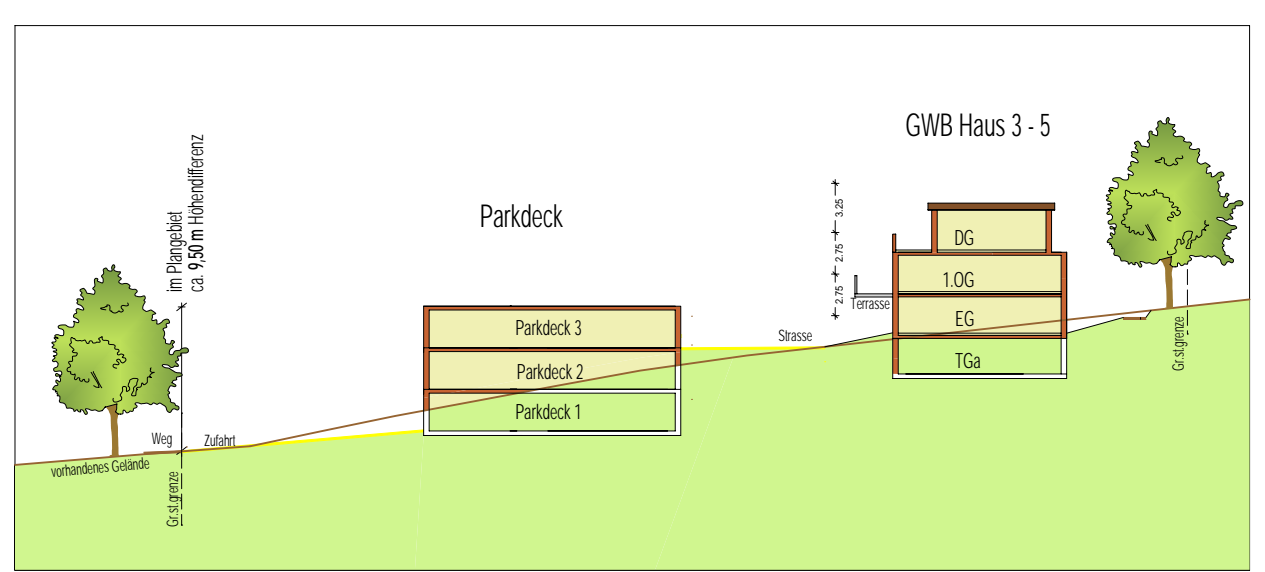 GWB Haus 3 - 5
im Plangebiet
ca. 9,50 m Höhendifferenz
Parkdeck
3.25
2.75
2.75
DG
1.OG
EG
TGa
Terrasse
Strasse
Parkdeck 3
Parkdeck 2
Parkdeck 1
Weg
Zufahrt
vorhandenes Gelände
Gr.st.grenze
Gr.st.grenze